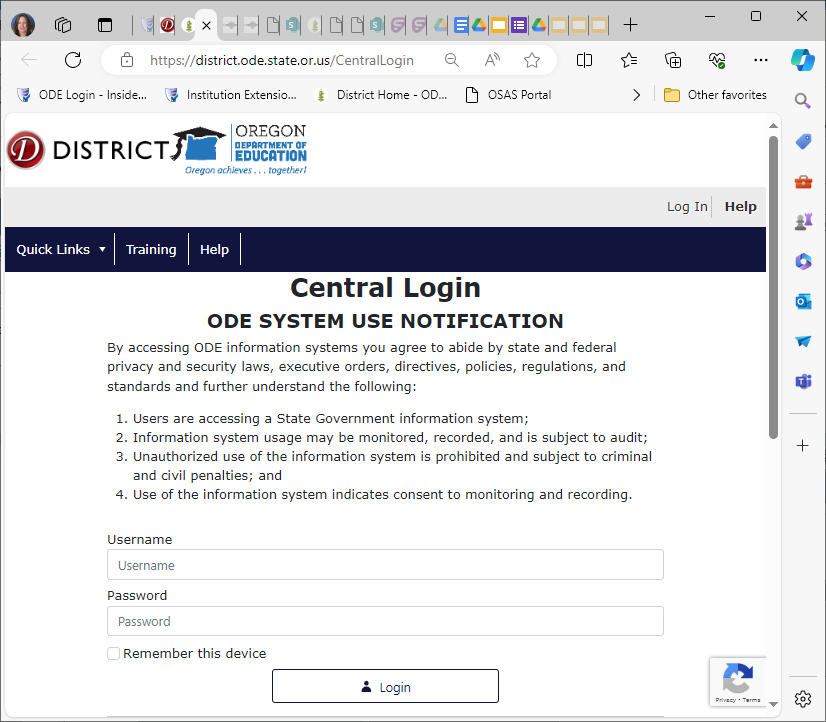 https://district.ode.state.or.us/CentralLogin
ODE Login - Inside...
Institution Extensio...
District Home - OD...
OSAS Portal
Other favorites
D DISTRICT
OREGON
DEPARTMENT OF
EDUCATION
Oregon achieves . . . together!
Log In
Help
Quick Links
Training
Help
Central Login
ODE SYSTEM USE NOTIFICATION
By accessing ODE information systems you agree to abide by state and federal
privacy and security laws, executive orders, directives, policies, regulations, and
standards and further understand the following:
1. Users are accessing a State Government information system;
2. Information system usage may be monitored, recorded, and is subject to audit;
3. Unauthorized use of the information system is prohibited and subject to criminal
and civil penalties; and
4. Use of the information system indicates consent to monitoring and recording.
Username
Username
Password
Password
Remember this device
Login
Privacy - Terms